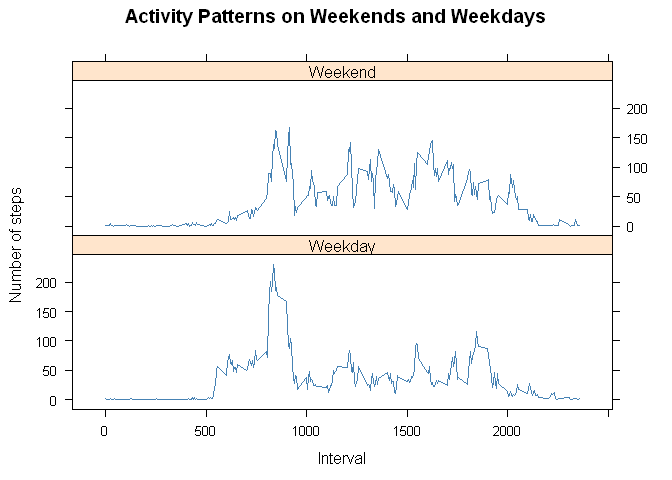 Activity Patterns on Weekends and Weekdays
Weekend
200
150
100
50
0
Number of steps
Weekday
200
150
100
50
0
0 500 1000 1500 2000
Interval